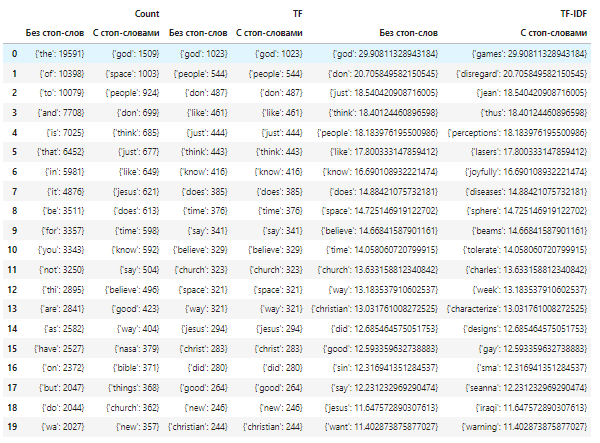 Count TF TF-IDF
Без стоп-слов С стоп-словами Без стоп-слов С стоп-словами Без стоп-слов С стоп-словами
0 {'the': 19591} {'god': 1509} {'god': 1023} {'god': 1023} {'god': 29.90811328943184} {'games': 29.90811328943184}
1 {'of': 10398} {'space': 1003} {'people': 544} {'people': 544} {'don': 20.705849582150545} {'disregard': 20.705849582150545}
2 {'to': 10079} {'people': 924} {'don': 487} {'don': 487} {'just': 18.540420908716005} {'jean': 18.540420908716005}
3 {'and': 7708} {'don': 699} {'like': 461} {'like': 461} {'think': 18.40124460896598} {'thus': 18.40124460896598}
4 {'is': 7025} {'think': 685} {'just': 444} {'just': 444} {'people': 18.183976195500986} {'perceptions': 18.183976195500986}
5 {'that': 6452} {'just': 677} {'think': 443} {'think': 443} {'like': 17.800333147859412} {'lasers': 17.800333147859412}
6 {'in': 5981} {'like': 649} {'know': 416} {'know': 416} {'know': 16.690108932221474} {'joyfully': 16.690108932221474}
7 {'it': 4876} {'jesus': 621} {'does': 385} {'does': 385} {'does': 14.88421075732181} {'diseases': 14.88421075732181}
8 {'be': 3511} {'does': 613} {'time': 376} {'time': 376} {'space': 14.725146919122702} {'sphere': 14.725146919122702}
9 {'for': 3357} {'time': 598} {'say': 341} {'say': 341} {'believe': 14.66841587901161} {'beams': 14.66841587901161}
10 {'you': 3343} {'know': 592} {'believe': 329} {'believe': 329} {'time': 14.058060720799915} {'tolerate': 14.058060720799915}
11 {'not': 3250} {'say': 504} {'church': 323} {'church': 323} {'church': 13.633158812340842} {'charles': 13.633158812340842}
12 {'thi': 2895} {'believe': 496} {'space': 321} {'space': 321} {'way': 13.183537910602537} {'week': 13.183537910602537}
13 {'are': 2841} {'good': 423} {'way': 321} {'way': 321} {'christian': 13.031761008272525} {'characterize': 13.031761008272525}
14 {'as': 2582} {'way': 404} {'jesus': 294} {'jesus': 294} {'did': 12.685464575051753} {'designs': 12.685464575051753}
15 {'have': 2527} {'nasa': 379} {'christ': 283} {'christ': 283} {'good': 12.593359632738883} {'gay': 12.593359632738883}
16 {'on': 2372} {'bible': 371} {'did': 280} {'did': 280} {'sin': 12.316941351284537} {'sma': 12.316941351284537}
17 {'but': 2047} {'things': 368} {'good': 264} {'good': 264} {'say': 12.231232969290474} {'seanna': 12.231232969290474}
18 {'do': 2044} {'church': 362} {'new': 246} {'new': 246} {'jesus': 11.647572890307613} {'iraqi': 11.647572890307613}
19 {'wa': 2027} {'new': 357} {'christian': 244} {'christian': 244} {'want': 11.402873875877027} {'warning': 11.402873875877027}